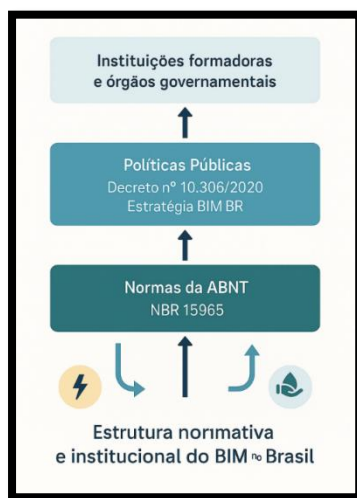 Instituições formadoras
e órgãos governamentais
Políticas Públicas
Decreto nº 10.306/2020
Estratégia BIM BR
Normas da ABNT
NBR 15965
Estrutura normativa
e institucional do BIM no Brasil